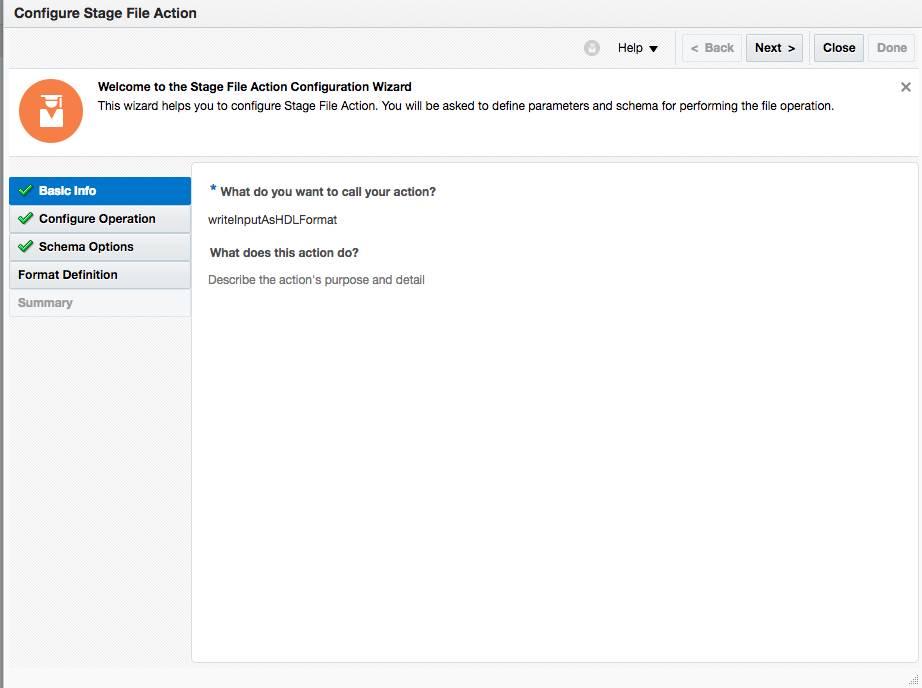 Configure Stage File Action
Help
< Back
Next >
Close
Done
Welcome to the Stage File Action Configuration Wizard
This wizard helps you to configure Stage File Action. You will be asked to define parameters and schema for performing the file operation.
Basic Info
Configure Operation
Schema Options
Format Definition
Summary
* What do you want to call your action?
writeInputAsHDLFormat
What does this action do?
Describe the action's purpose and detail